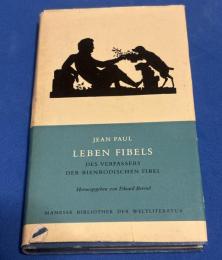 JEAN PAUL
LEBEN FIBELS
DES VERFASSERS
DER BIENRODISCHEN FIBEL
Herausgegeben von Eduard Berend
MANESSE BIBLIOTHEK DER WELTLITERATUR